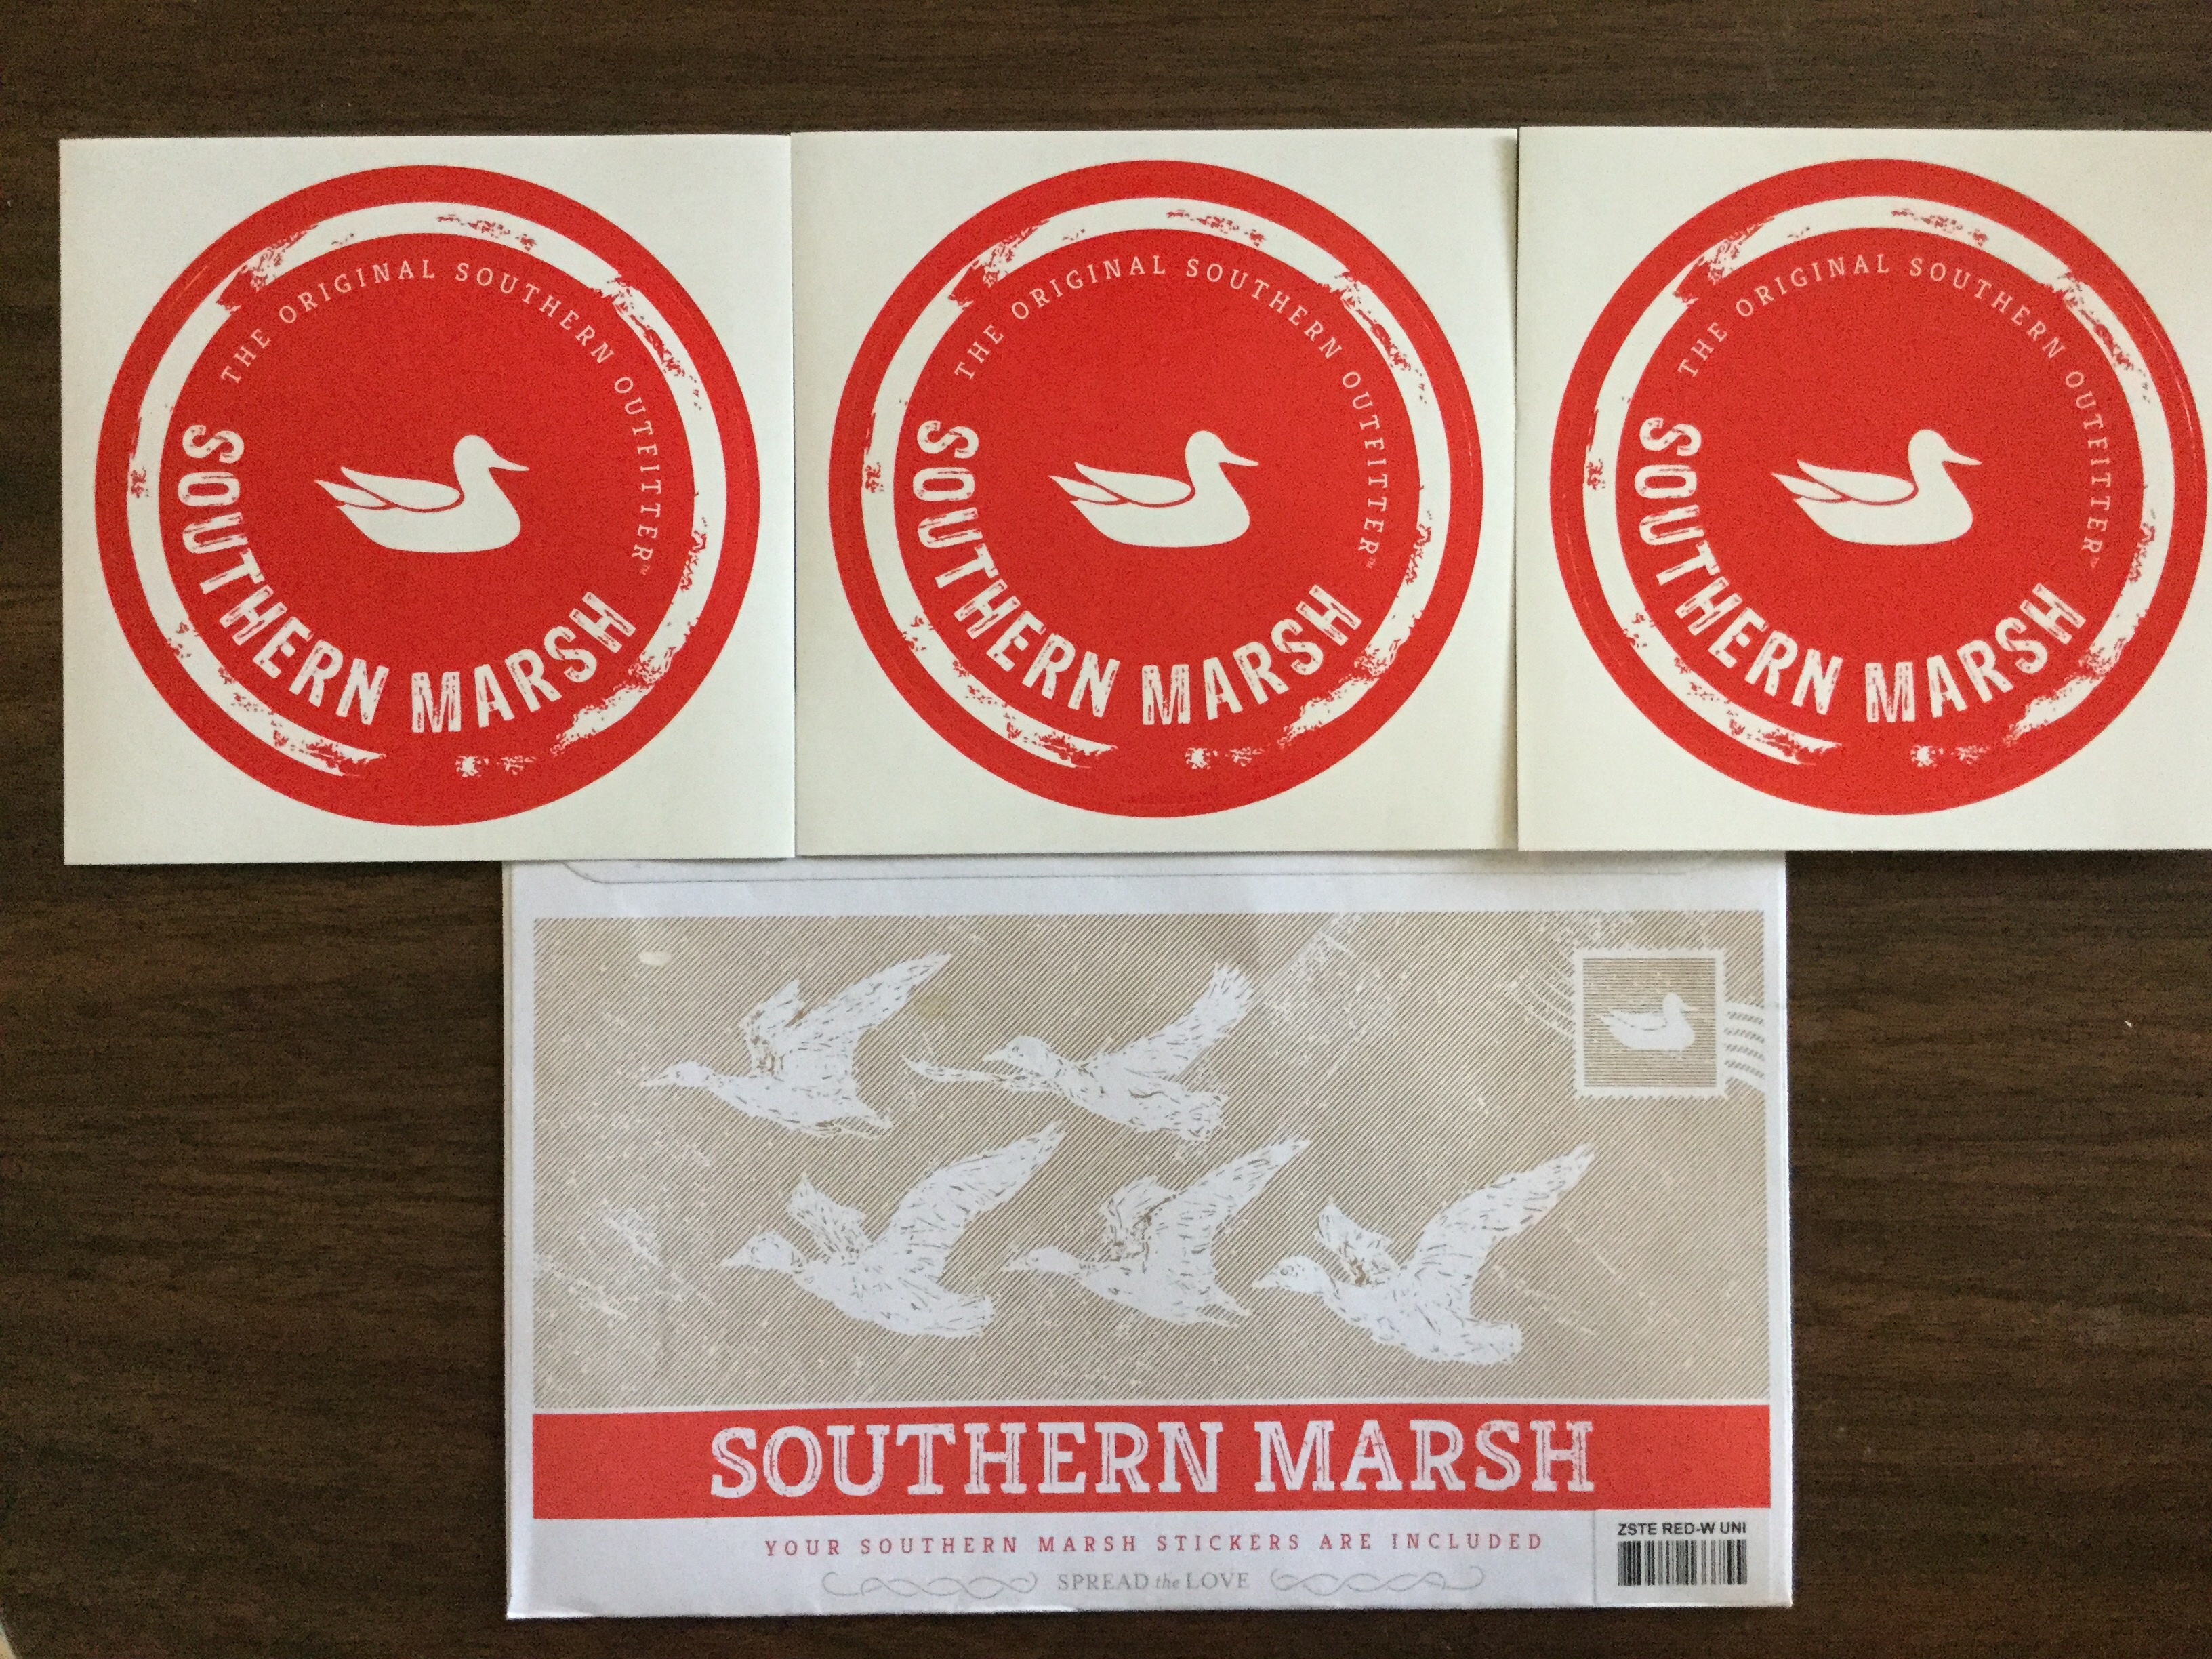 THE ORIGINAL SOUTHERN OUTFITTER™
SOUTHERN MARSH
THE ORIGINAL SOUTHERN OUTFITTER™
SOUTHERN MARSH
THE ORIGINAL SOUTHERN OUTFITTER™
SOUTHERN MARSH
SOUTHERN MARSH
YOUR SOUTHERN MARSH STICKERS ARE INCLUDED
SPREAD the LOVE
ZSTE RED-W UNI